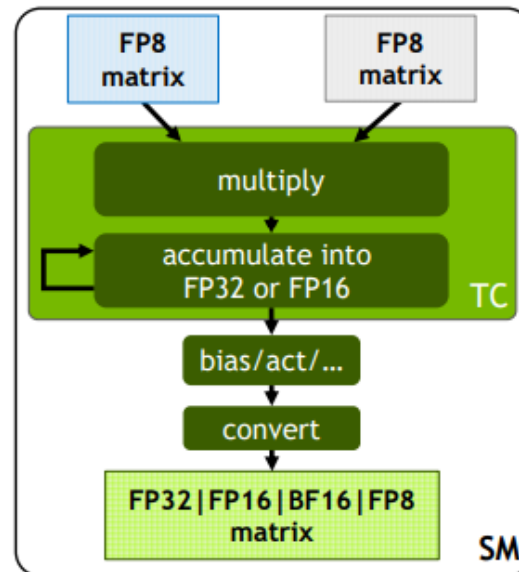 FP8
matrix
FP8
matrix
multiply
accumulate into
FP32 or FP16
TC
bias/act/…
convert
FP32|FP16|BF16|FP8
matrix
SM